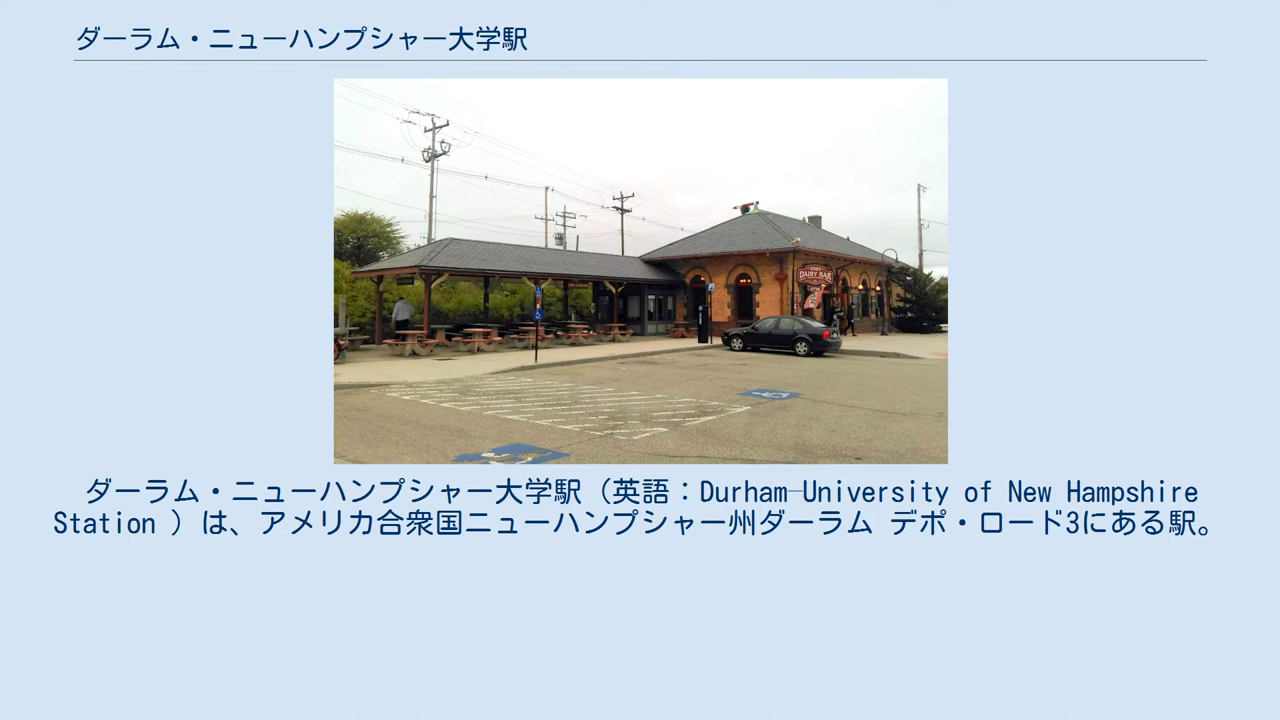 ダーラム・ニューハンプシャー大学駅
DAIRY BAR
ダーラム・ニューハンプシャー大学駅（英語：Durham–University of New Hampshire
Station ）は、アメリカ合衆国ニューハンプシャー州ダーラム デポ・ロード3にある駅。